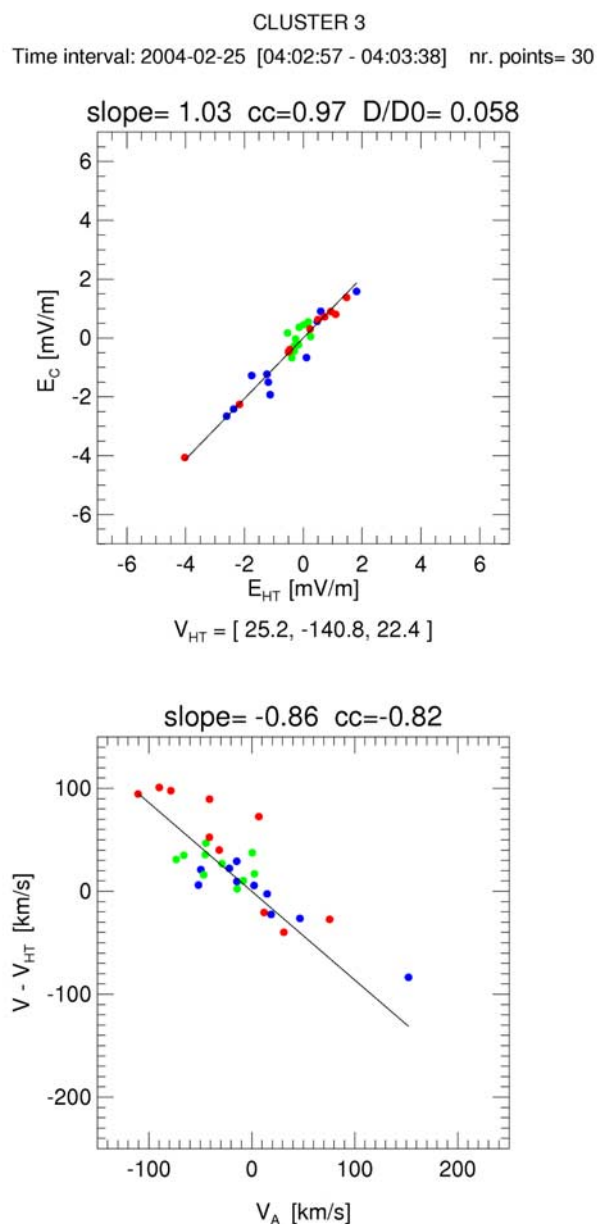 CLUSTER 3
Time interval: 2004-02-25 [04:02:57 - 04:03:38] nr. points= 30
slope= 1.03 cc=0.97 D/D0= 0.058
6
4
2
0
-2
-4
-6
E_C [mV/m]
-6 -4 -2 0 2 4 6
E_HT [mV/m]
V_HT = [ 25.2, -140.8, 22.4 ]
slope= -0.86 cc=-0.82
100
0
-100
-200
V - V_HT [km/s]
-100 0 100 200
V_A [km/s]